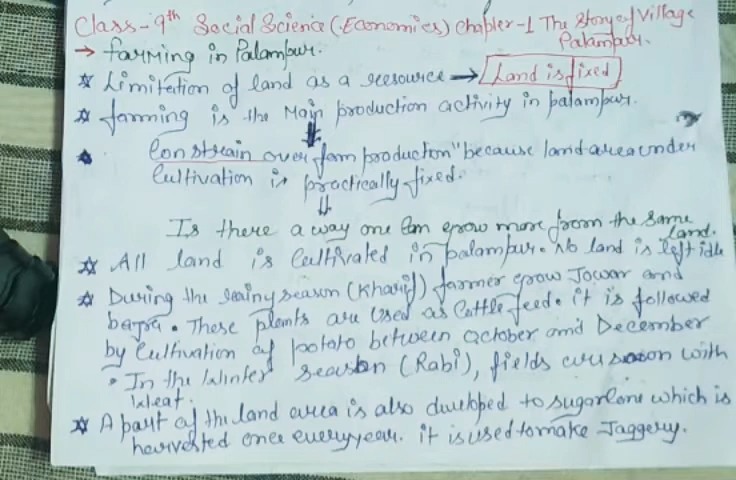 Class-9th Social Science (Economics) Chapter-1 The Story of Village
Palampur.
→ farming in Palampur.
☆ Limitation of land as a resource → Land is fixed
☆ farming is the Main production activity in palampur.
Constrain over farm production" because land area under
Cultivation is practically fixed.
Is there a way one Can grow more from the same
land.
☆ All land is Cultivated in palampur. No land is left idle
☆ During the rainy season (Kharif) farmer grow Jowar and
bajra. These plants are used as Cattle feed. it is followed
by Cultivation of potato between October and December
• In the Winter season (Rabi), fields are with
Wheat.
☆ A part of the land area is also to sugarcane which is
harvested once every year. it is used to make Jaggery.